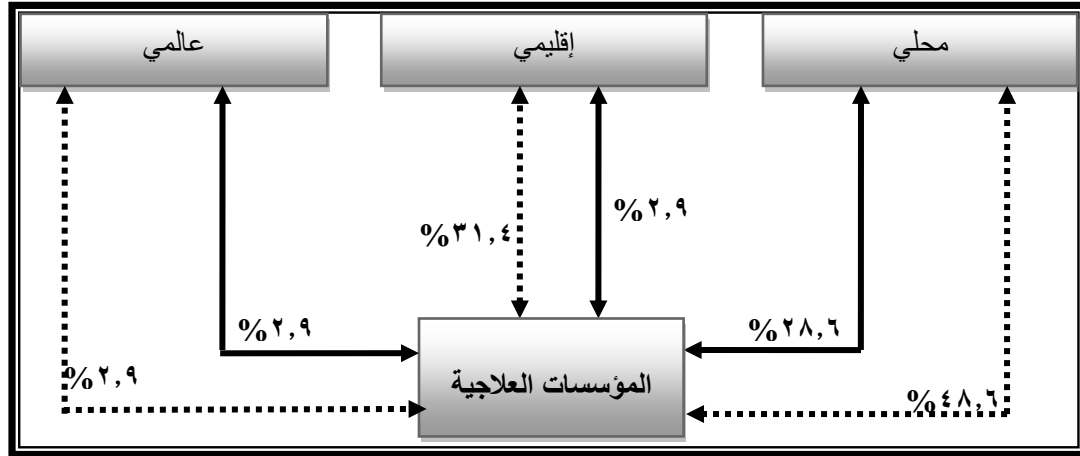 محلي
إقليمي
عالمي
%٢,٩
%٣١,٤
%٢٨,٦
%٢,٩
%٢,٩
المؤسسات العلاجية
%٤٨,٦